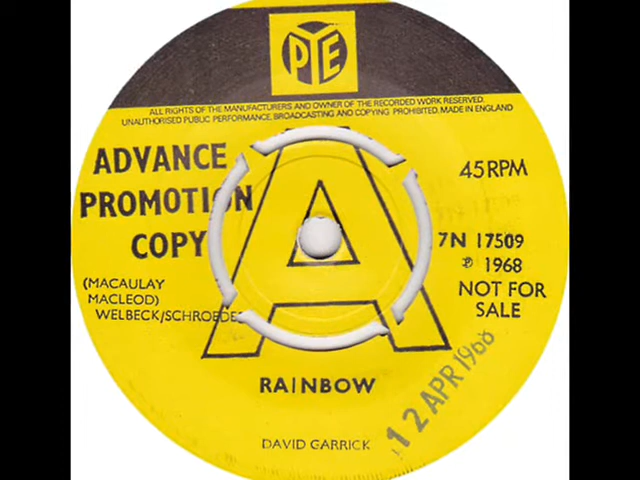 PYE
ALL RIGHTS OF THE MANUFACTURERS AND OWNER OF THE RECORDED WORK RESERVED.
UNAUTHORISED PUBLIC PERFORMANCE, BROADCASTING AND COPYING PROHIBITED. MADE IN ENGLAND
ADVANCE
PROMOTION
COPY
A
45 RPM
7N 17509
℗ 1968
NOT FOR
SALE
(MACAULAY
MACLEOD)
WELBECK/SCHROEDE
RAINBOW
12 APR 1968
DAVID GARRICK